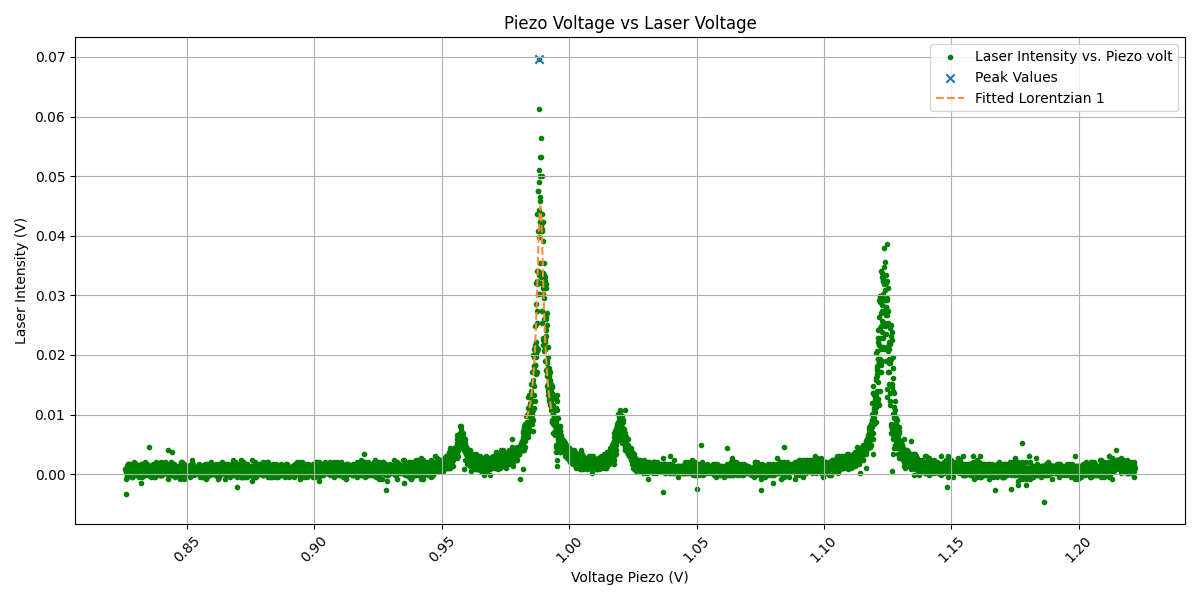 Piezo Voltage vs Laser Voltage
Laser Intensity vs. Piezo volt
Peak Values
Fitted Lorentzian 1
Laser Intensity (V)
0.07
0.06
0.05
0.04
0.03
0.02
0.01
0.00
0.85
0.90
0.95
1.00
1.05
1.10
1.15
1.20
Voltage Piezo (V)